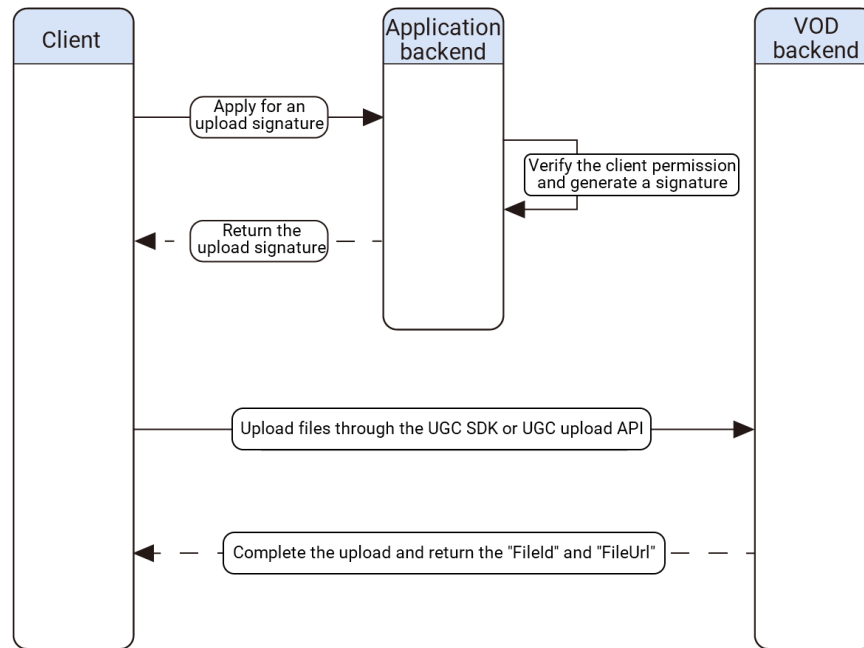 Client
Application
backend
VOD
backend
Apply for an
upload signature
Verify the client permission
and generate a signature
Return the
upload signature
Upload files through the UGC SDK or UGC upload API
Complete the upload and return the "FileId" and "FileUrl"